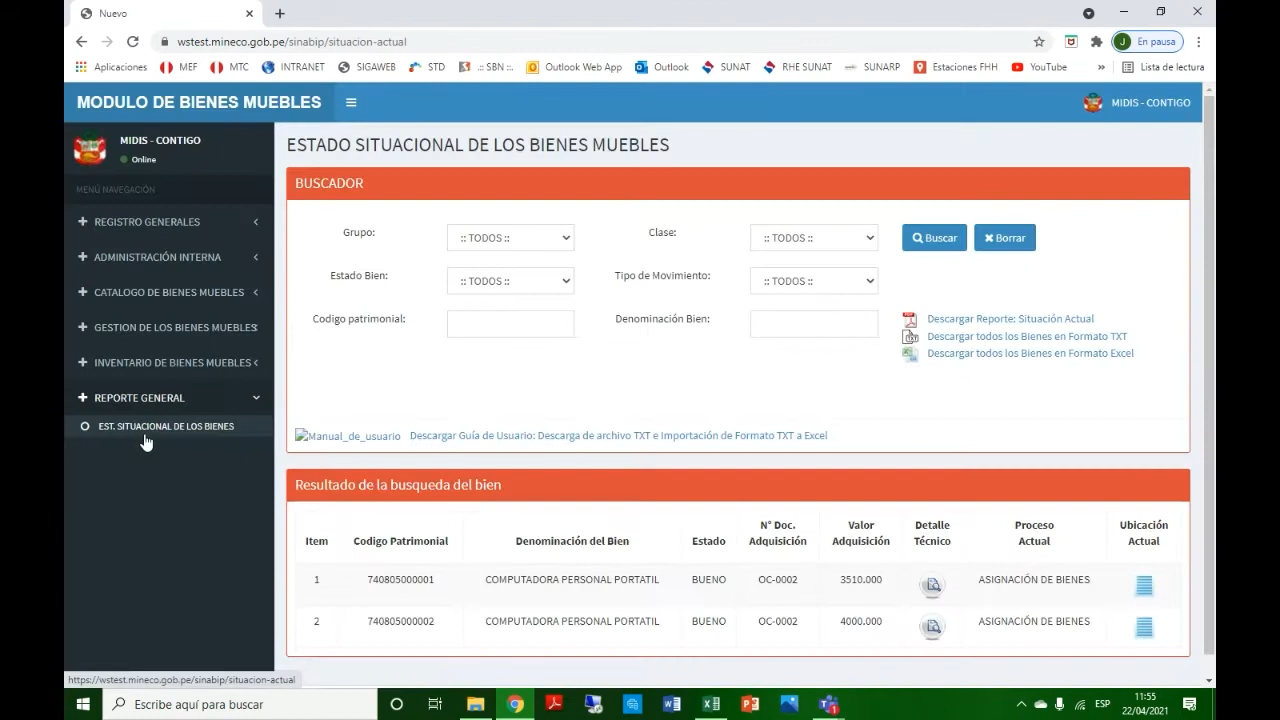 Nuevo
wstest.mineco.gob.pe/sinabip/situacion-actual
J En pausa
Aplicaciones MEF MTC INTRANET SIGAWEB STD .:: SBN ::. Outlook Web App Outlook SUNAT RHE SUNAT SUNARP Estaciones FHH YouTube » Lista de lectura
MODULO DE BIENES MUEBLES
MIDIS - CONTIGO
MIDIS - CONTIGO
Online
MENÚ NAVEGACIÓN
REGISTRO GENERALES
ADMINISTRACIÓN INTERNA
CATALOGO DE BIENES MUEBLES
GESTION DE LOS BIENES MUEBLES
INVENTARIO DE BIENES MUEBLES
REPORTE GENERAL
EST. SITUACIONAL DE LOS BIENES
ESTADO SITUACIONAL DE LOS BIENES MUEBLES
BUSCADOR
Grupo: :: TODOS :: Clase: :: TODOS :: Buscar Borrar
Estado Bien: :: TODOS :: Tipo de Movimiento: :: TODOS ::
Codigo patrimonial: Denominación Bien:
Descargar Reporte: Situación Actual
Descargar todos los Bienes en Formato TXT
Descargar todos los Bienes en Formato Excel
Manual_de_usuario Descargar Guía de Usuario: Descarga de archivo TXT e Importación de Formato TXT a Excel
Resultado de la busqueda del bien
Item Codigo Patrimonial Denominación del Bien Estado N° Doc. Adquisición Valor Adquisición Detalle Técnico Proceso Actual Ubicación Actual
1 740805000001 COMPUTADORA PERSONAL PORTATIL BUENO OC-0002 3510.000 ASIGNACIÓN DE BIENES
2 740805000002 COMPUTADORA PERSONAL PORTATIL BUENO OC-0002 4000.000 ASIGNACIÓN DE BIENES
https://wstest.mineco.gob.pe/sinabip/situacion-actual
Escribe aquí para buscar
ESP
11:55
22/04/2021